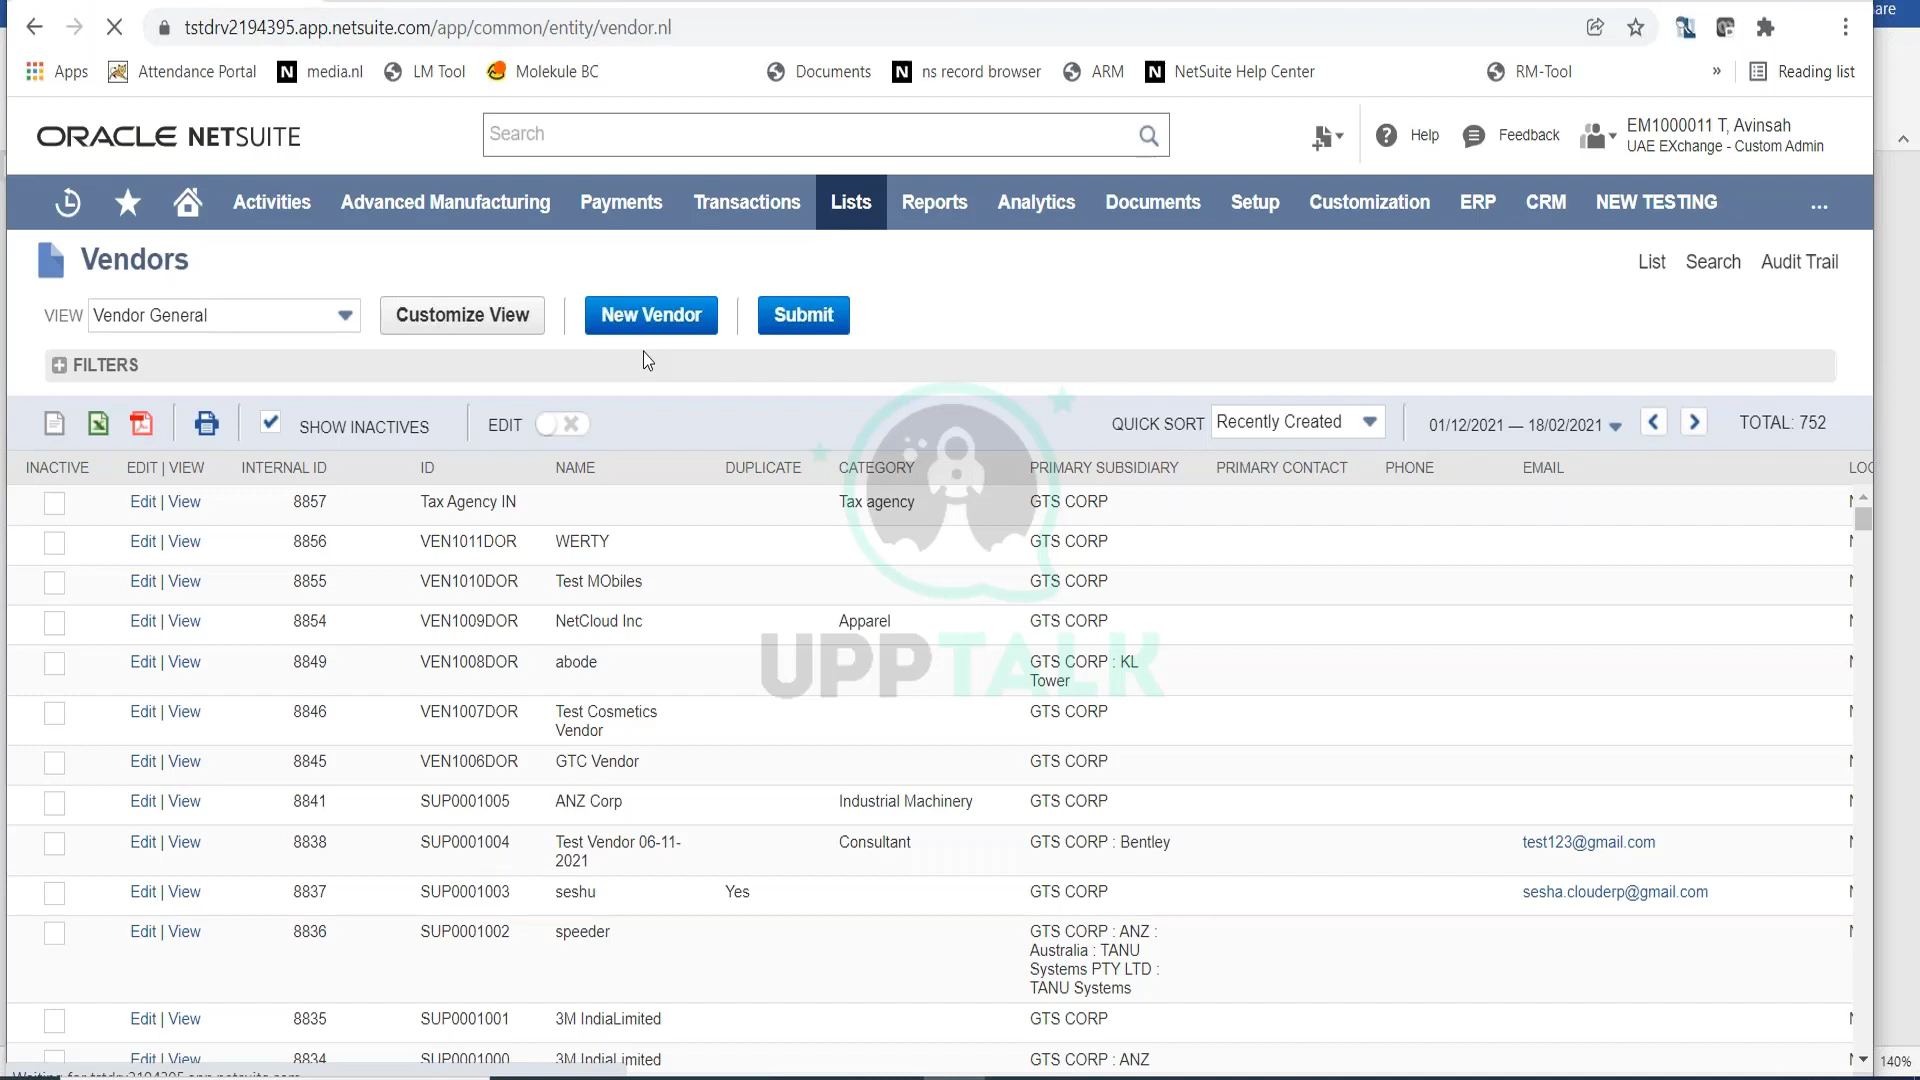 are
tstdrv2194395.app.netsuite.com/app/common/entity/vendor.nl
Apps Attendance Portal media.nl LM Tool Molekule BC Documents ns record browser ARM NetSuite Help Center RM-Tool » Reading list
ORACLE NETSUITE Search Help Feedback EM1000011 T, Avinsah
UAE EXchange - Custom Admin
Activities Advanced Manufacturing Payments Transactions Lists Reports Analytics Documents Setup Customization ERP CRM NEW TESTING ...
Vendors List Search Audit Trail
VIEW Vendor General Customize View New Vendor Submit
FILTERS
SHOW INACTIVES EDIT QUICK SORT Recently Created 01/12/2021 — 18/02/2021 TOTAL: 752
INACTIVE EDIT | VIEW INTERNAL ID ID NAME DUPLICATE CATEGORY PRIMARY SUBSIDIARY PRIMARY CONTACT PHONE EMAIL
Edit | View 8857 Tax Agency IN Tax agency GTS CORP
Edit | View 8856 VEN1011DOR WERTY GTS CORP
Edit | View 8855 VEN1010DOR Test MObiles GTS CORP
Edit | View 8854 VEN1009DOR NetCloud Inc Apparel GTS CORP
Edit | View 8849 VEN1008DOR abode GTS CORP : KL
Tower
UPPTALK
Edit | View 8846 VEN1007DOR Test Cosmetics GTS CORP
Vendor
Edit | View 8845 VEN1006DOR GTC Vendor GTS CORP
Edit | View 8841 SUP0001005 ANZ Corp Industrial Machinery GTS CORP
Edit | View 8838 SUP0001004 Test Vendor 06-11- Consultant GTS CORP : Bentley test123@gmail.com
2021
Edit | View 8837 SUP0001003 seshu Yes GTS CORP sesha.clouderp@gmail.com
Edit | View 8836 SUP0001002 speeder GTS CORP : ANZ :
Australia : TANU
Systems PTY LTD :
TANU Systems
Edit | View 8835 SUP0001001 3M IndiaLimited GTS CORP
Edit | View 8834 SUP0001000 3M IndiaLimited GTS CORP : ANZ
140%